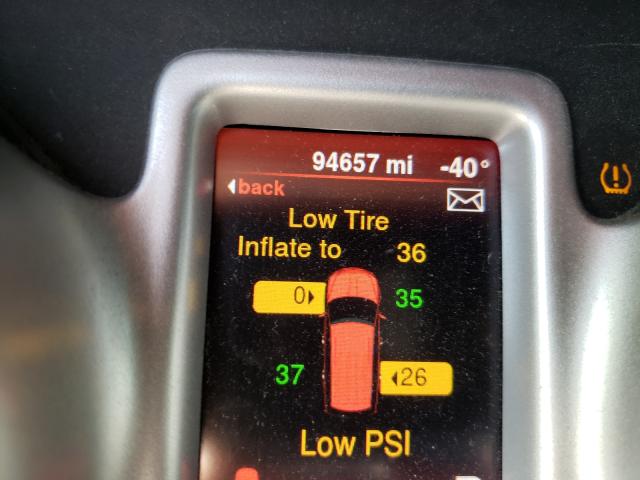 94657 mi -40°
back
Low Tire
Inflate to 36
0 35
37 26
Low PSI